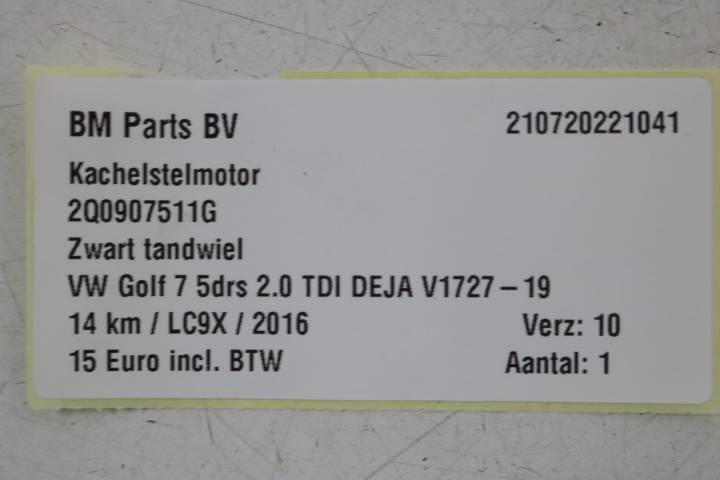 BM Parts BV 210720221041
Kachelstelmotor
2Q0907511G
Zwart tandwiel
VW Golf 7 5drs 2.0 TDI DEJA V1727 – 19
14 km / LC9X / 2016 Verz: 10
15 Euro incl. BTW Aantal: 1